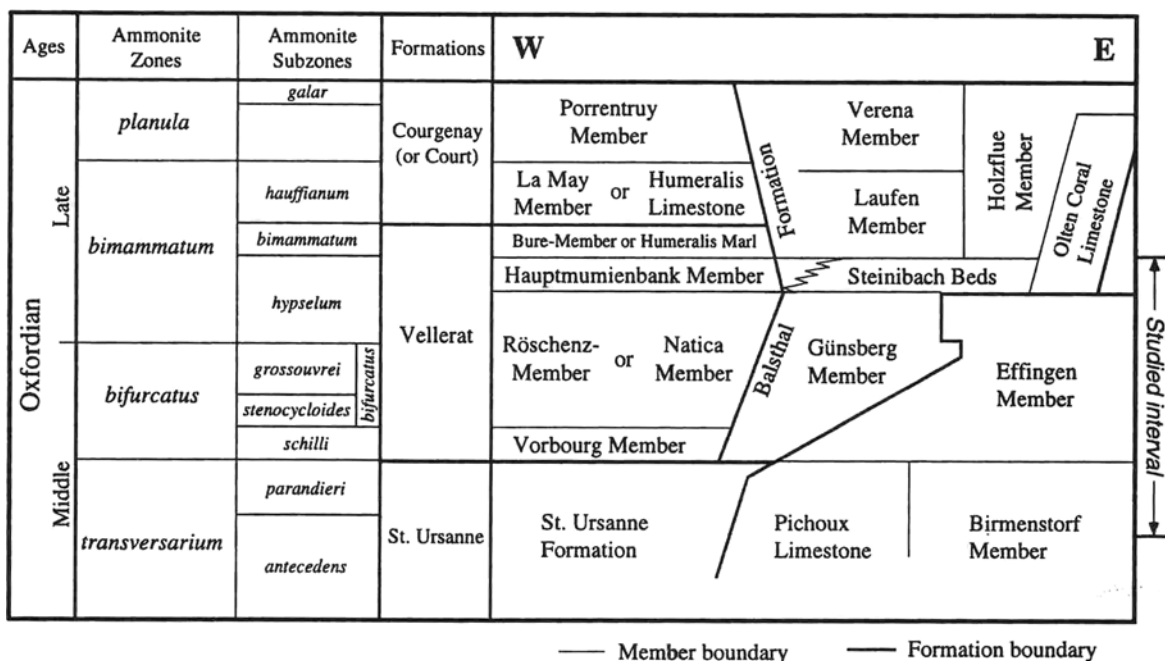 Ages
Ammonite
Zones
Ammonite
Subzones
Formations
W
E
Oxfordian
Late
Middle
planula
bimammatum
bifurcatus
transversarium
galar
hauffianum
bimammatum
hypselum
grossouvrei
stenocycloides
bifurcatus
schilli
parandieri
antecedens
Courgenay
(or Court)
Vellerat
St. Ursanne
Porrentruy
Member
La May
Member
or
Humeralis
Limestone
Bure-Member or Humeralis Marl
Hauptmumienbank Member
Röschenz-
Member
or
Natica
Member
Vorbourg Member
St. Ursanne
Formation
Formation
Balsthal
Verena
Member
Laufen
Member
Holzflue
Member
Olten Coral
Limestone
Steinibach Beds
Günsberg
Member
Effingen
Member
Pichoux
Limestone
Birmenstorf
Member
Studied interval
Member boundary
Formation boundary